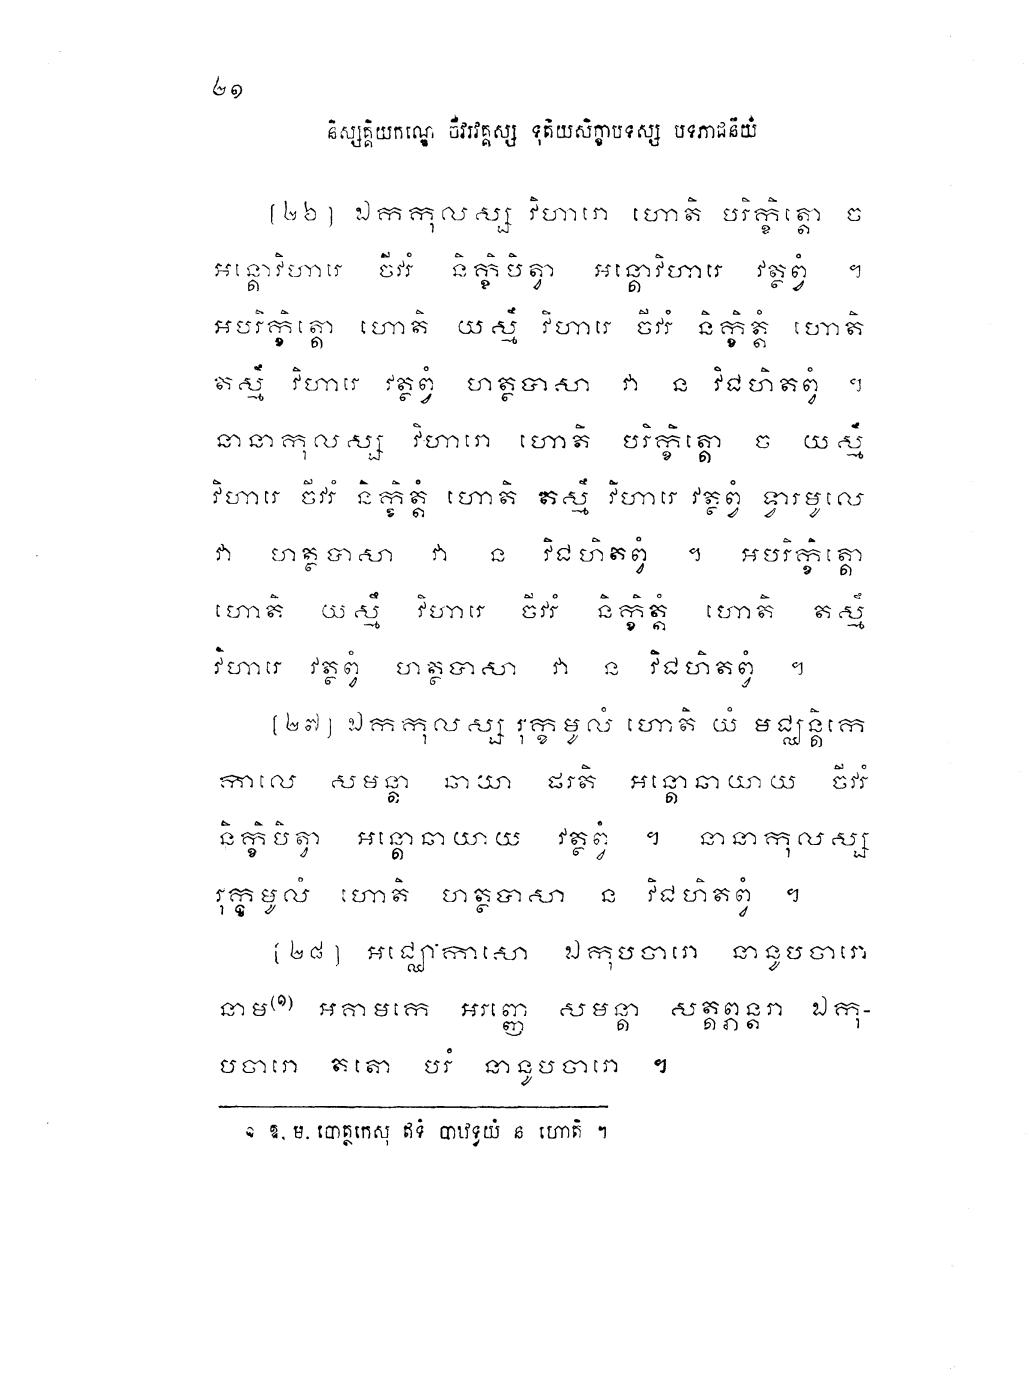 ២១
និស្សគ្គិយកណ្ឌេ ចីវរវគ្គស្ស ទុតិយសិក្ខាបទស្ស បទភាជនីយំ
[២៦] ឯកកុលស្ស វិហារោ ហោតិ បរិក្ខិត្តោ ច
អន្តោវិហារេ ចីវរំ និក្ខិបិត្វា អន្តោវិហារេ វត្ថព្វំ ។
អបរិក្ខិត្តោ ហោតិ យស្មឹ វិហារេ ចីវរំ និក្ខិត្តំ ហោតិ
តស្មឹ វិហារេ វត្ថព្វំ ហត្ថបាសា វា ន វិជហិតព្វំ ។
នានាកុលស្ស វិហារោ ហោតិ បរិក្ខិត្តោ ច យស្មឹ
វិហារេ ចីវរំ និក្ខិត្តំ ហោតិ តស្មឹ វិហារេ វត្ថព្វំ ទ្វារមូលេ
វា ហត្ថបាសា វា ន វិជហិតព្វំ ។ អបរិក្ខិត្តោ
ហោតិ យស្មឹ វិហារេ ចីវរំ និក្ខិត្តំ ហោតិ តស្មឹ
វិហារេ វត្ថព្វំ ហត្ថបាសា វា ន វិជហិតព្វំ ។
[២៧] ឯកកុលស្ស រុក្ខមូលំ ហោតិ យំ មជ្ឈន្តិកេ
កាលេ សមន្តា ឆាយា ផរតិ អន្តោឆាយាយ ចីវរំ
និក្ខិបិត្វា អន្តោឆាយាយ វត្ថព្វំ ។ នានាកុលស្ស
រុក្ខមូលំ ហោតិ ហត្ថបាសា ន វិជហិតព្វំ ។
[២៨] អជ្ឈោកាសោ ឯកុបចារោ នានូបចារោ
នាម(១) អគាមកេ អរញ្ញេ សមន្តា សត្តព្ភន្តរា ឯកុ-
បចារោ តតោ បរំ នានូបចារោ ។
១ ឱ. ម. បោត្ថកេសុ ឥទំ បាឋទ្វយំ ន ហោតិ ។